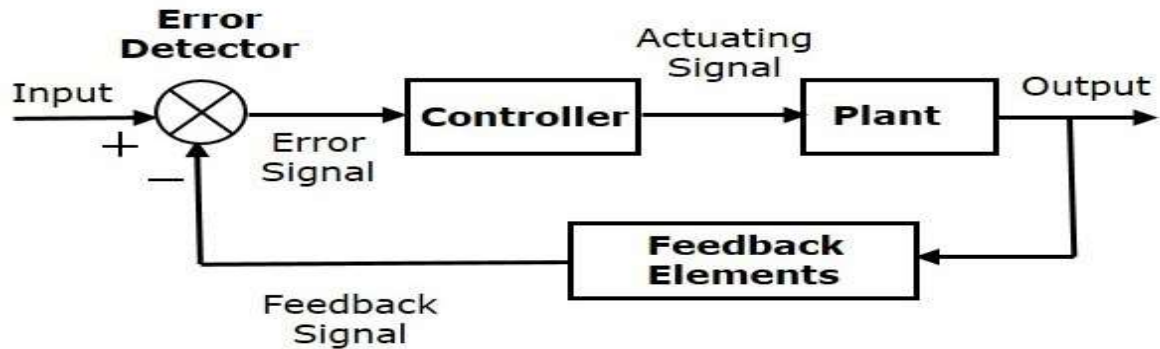 Error
Detector
Input
+
−
Error
Signal
Controller
Actuating
Signal
Plant
Output
Feedback
Elements
Feedback
Signal